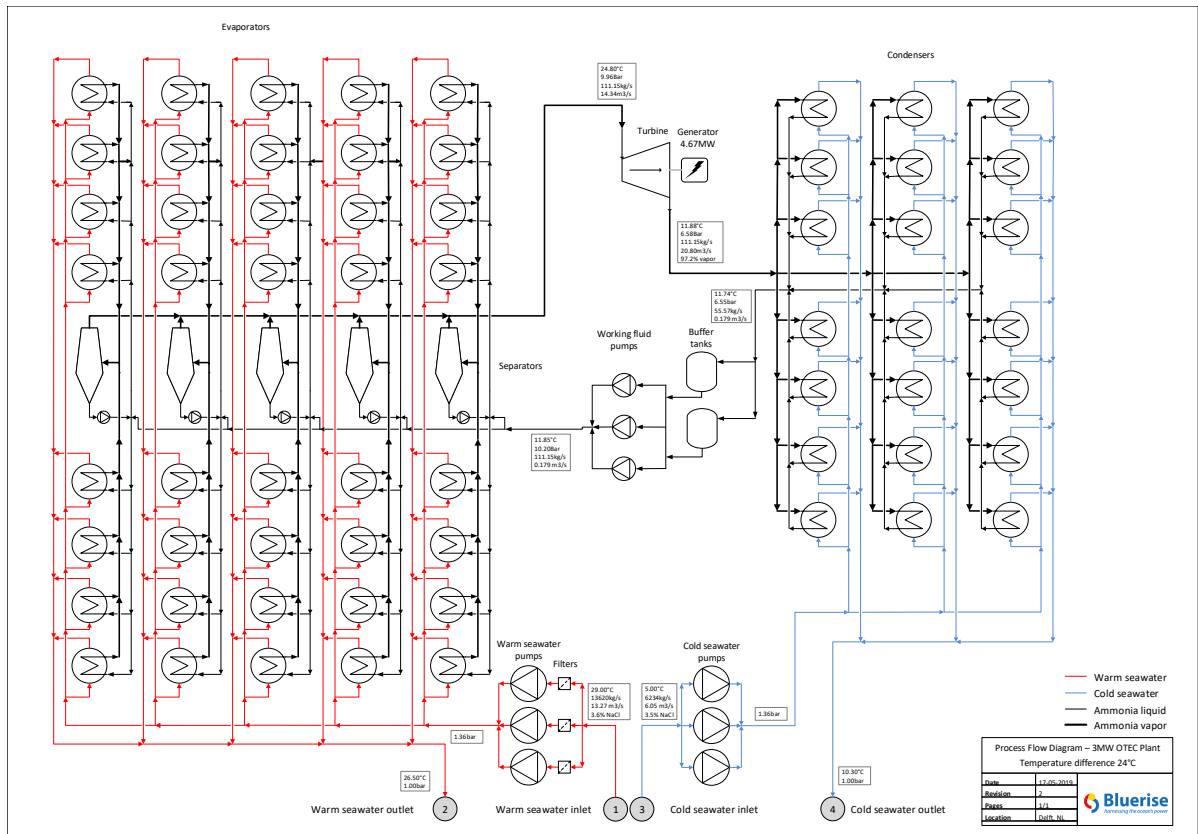 Evaporators
Condensers
24.80°C
9.96Bar
111.15kg/s
14.34m3/s
Turbine
Generator
4.67MW
11.88°C
6.58Bar
111.15kg/s
20.80m3/s
97.2% vapor
11.74°C
6.55bar
55.57kg/s
0.179 m3/s
Working fluid
pumps
Buffer
tanks
Separators
11.85°C
10.20Bar
111.15kg/s
0.179 m3/s
Warm seawater
pumps
Filters
29.00°C
13620kg/s
13.27 m3/s
3.6% NaCl
Cold seawater
pumps
5.00°C
6234kg/s
6.05 m3/s
3.5% NaCl
1.36bar
1.36bar
26.50°C
1.00bar
10.30°C
1.00bar
Warm seawater outlet
2
Warm seawater inlet
1
3
Cold seawater inlet
4
Cold seawater outlet
Warm seawater
Cold seawater
Ammonia liquid
Ammonia vapor
Process Flow Diagram – 3MW OTEC Plant
Temperature difference 24°C
Date 17-05-2019
Revision 2
Pages 1/1
Location Delft, NL
Bluerise
harnessing the ocean's power